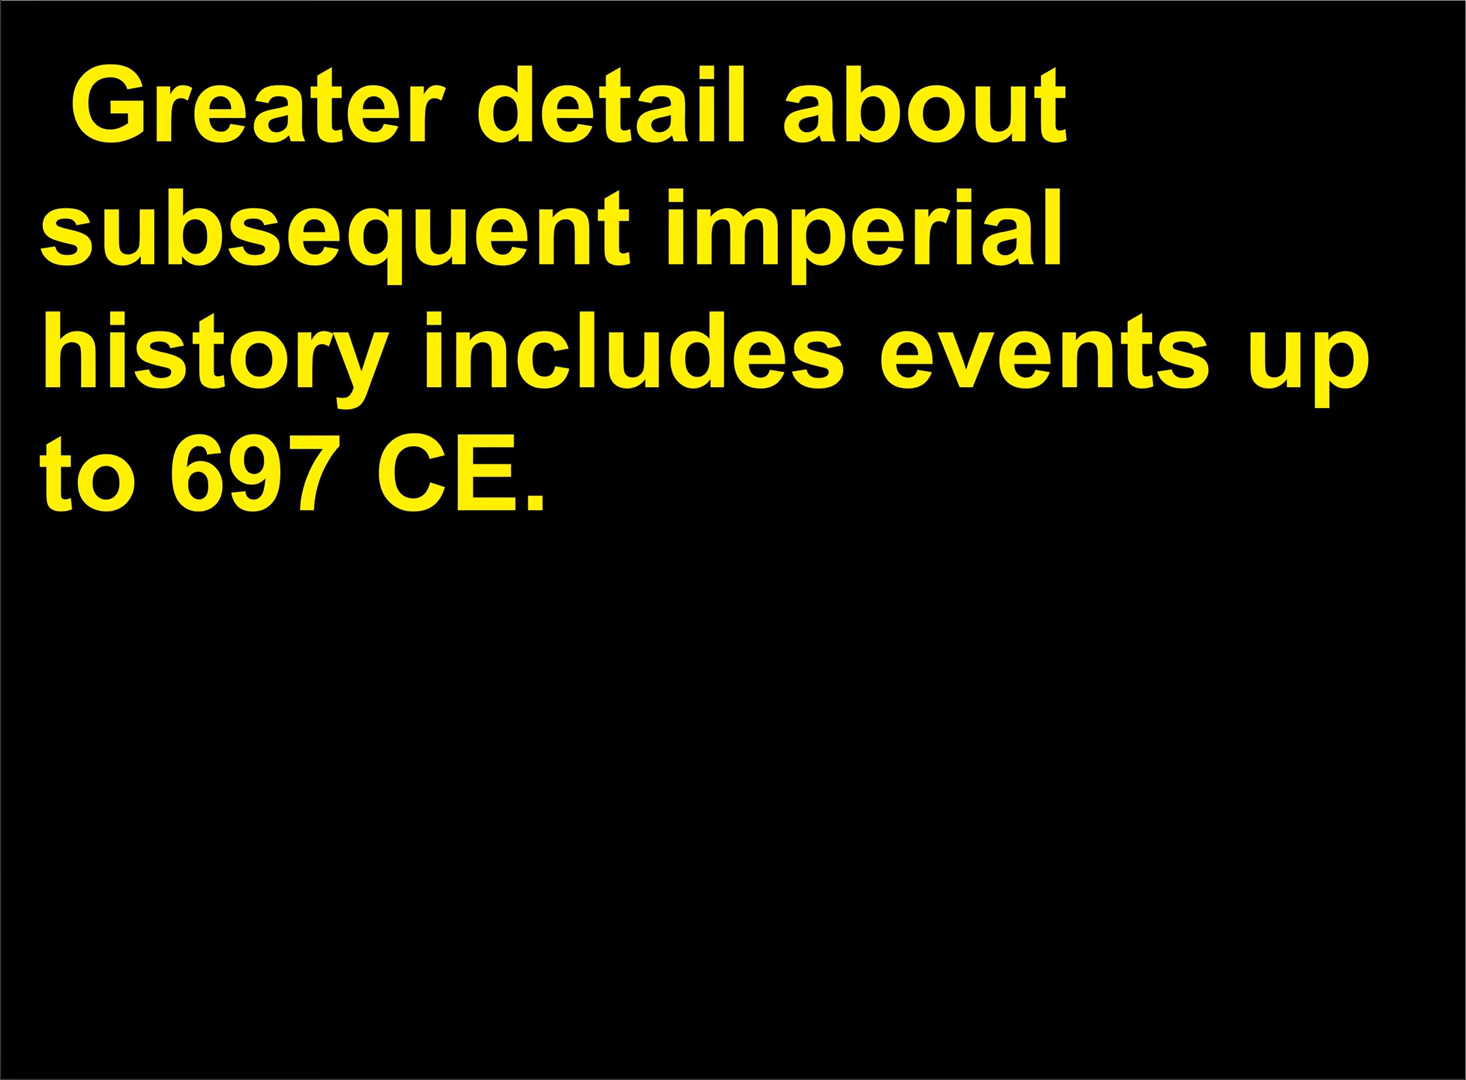 Greater detail about
subsequent imperial
history includes events up
to 697 CE.